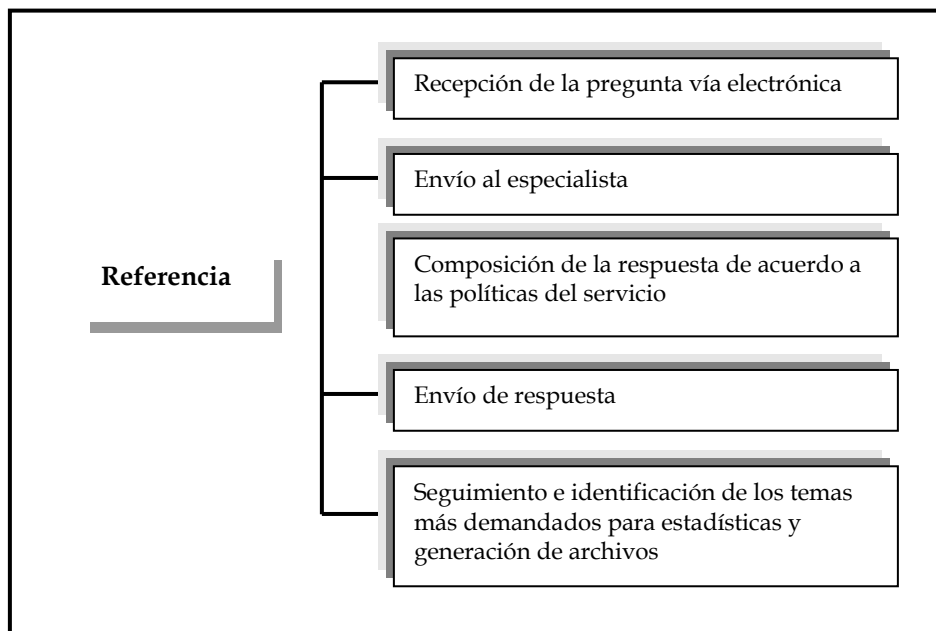 Recepción de la pregunta vía electrónica
Envío al especialista
Referencia
Composición de la respuesta de acuerdo a
las políticas del servicio
Envío de respuesta
Seguimiento e identificación de los temas
más demandados para estadísticas y
generación de archivos